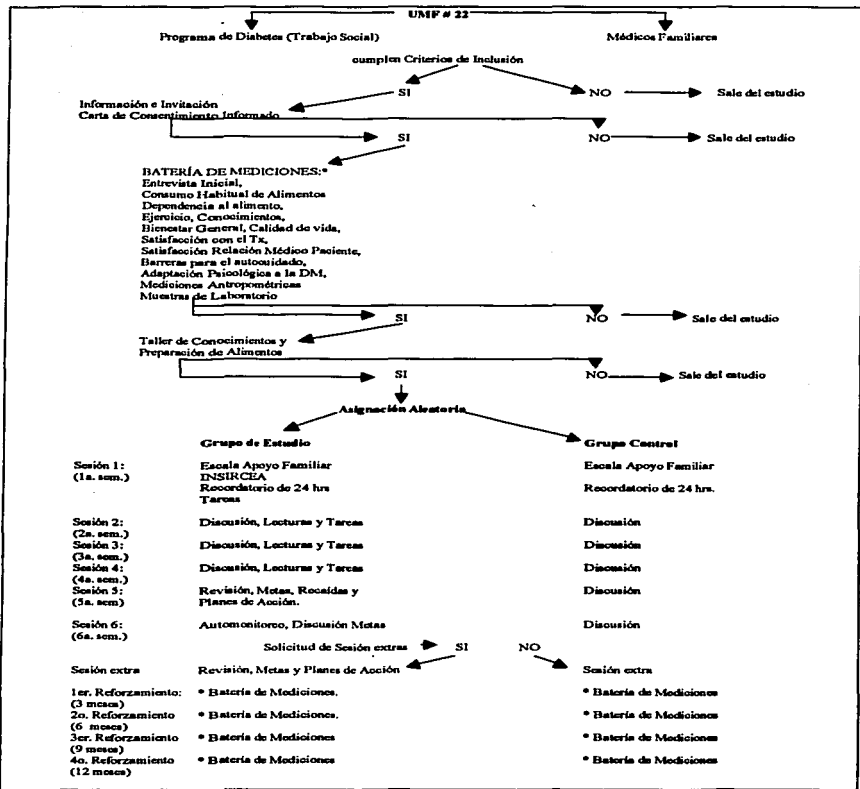 UMF # 22
Programa de Diabetes (Trabajo Social) Médicos Familiares
cumplen Criterios de Inclusión
SI NO Sale del estudio
Información e Invitación
Carta de Consentimiento Informado
SI NO Sale del estudio
BATERÍA DE MEDICIONES:*
Entrevista Inicial,
Consumo Habitual de Alimentos
Dependencia al alimento,
Ejercicio, Conocimientos,
Bienestar General, Calidad de vida,
Satisfacción con el Tx,
Satisfacción Relación Médico Paciente,
Barreras para el autocuidado,
Adaptación Psicológica a la DM,
Mediciones Antropométricas
Muestras de Laboratorio
SI NO Sale del estudio
Taller de Conocimientos y
Preparación de Alimentos
SI NO Sale del estudio
Asignación Aleatoria
Grupo de Estudio Grupo Control
Sesión 1: Escala Apoyo Familiar Escala Apoyo Familiar
(1a. sem.) INSIRCEA
Recordatorio de 24 hrs Recordatorio de 24 hrs.
Tareas
Sesión 2: Discusión, Lecturas y Tareas Discusión
(2a. sem.)
Sesión 3: Discusión, Lecturas y Tareas Discusión
(3a. sem.)
Sesión 4: Discusión, Lecturas y Tareas Discusión
(4a. sem.)
Sesión 5: Revisión, Metas, Recaídas y Discusión
(5a. sem) Planes de Acción.
Sesión 6: Automonitoreo, Discusión Metas Discusión
(6a. sem.)
Solicitud de Sesión extras SI NO
Sesión extra Revisión, Metas y Planes de Acción Sesión extra
1er. Reforzamiento: * Batería de Mediciones. * Batería de Mediciones
(3 meses)
2o. Reforzamiento * Batería de Mediciones. * Batería de Mediciones
(6 meses)
3er. Reforzamiento * Batería de Mediciones * Batería de Mediciones
(9 meses)
4o. Reforzamiento * Batería de Mediciones * Batería de Mediciones
(12 meses)